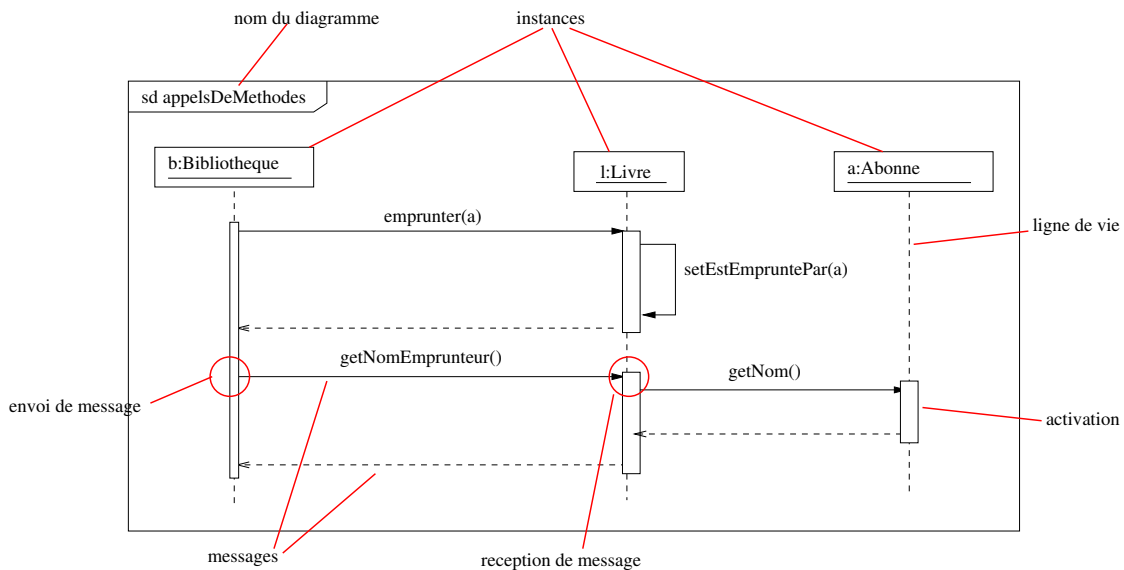 nom du diagramme
instances
sd appelsDeMethodes
b:Bibliotheque
l:Livre
a:Abonne
emprunter(a)
ligne de vie
setEstEmpruntePar(a)
getNomEmprunteur()
getNom()
envoi de message
activation
messages
reception de message